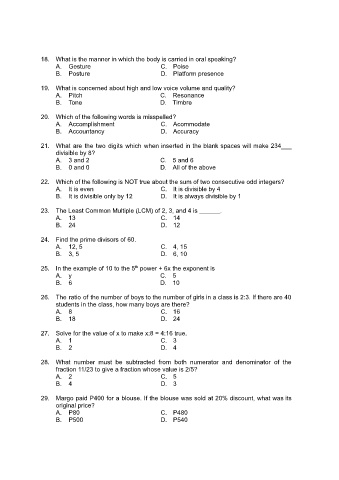 18. What is the manner in which the body is carried in oral speaking?
A. Gesture C. Poise
B. Posture D. Platform presence
19. What is concerned about high and low voice volume and quality?
A. Pitch C. Resonance
B. Tone D. Timbre
20. Which of the following words is misspelled?
A. Accomplishment C. Acommodate
B. Accountancy D. Accuracy
21. What are the two digits which when inserted in the blank spaces will make 234___
divisible by 8?
A. 3 and 2 C. 5 and 6
B. 0 and 0 D. All of the above
22. Which of the following is NOT true about the sum of two consecutive odd integers?
A. It is even C. It is divisible by 4
B. It is divisible only by 12 D. It is always divisible by 1
23. The Least Common Multiple (LCM) of 2, 3, and 4 is ______.
A. 13 C. 14
B. 24 D. 12
24. Find the prime divisors of 60.
A. 12, 5 C. 4, 15
B. 3, 5 D. 6, 10
25. In the example of 10 to the 5th power + 6x the exponent is
A. y C. 5
B. 6 D. 10
26. The ratio of the number of boys to the number of girls in a class is 2:3. If there are 40
students in the class, how many boys are there?
A. 8 C. 16
B. 18 D. 24
27. Solve for the value of x to make x:8 = 4:16 true.
A. 1 C. 3
B. 2 D. 4
28. What number must be subtracted from both numerator and denominator of the
fraction 11/23 to give a fraction whose value is 2/5?
A. 2 C. 5
B. 4 D. 3
29. Margo paid P400 for a blouse. If the blouse was sold at 20% discount, what was its
original price?
A. P80 C. P480
B. P500 D. P540